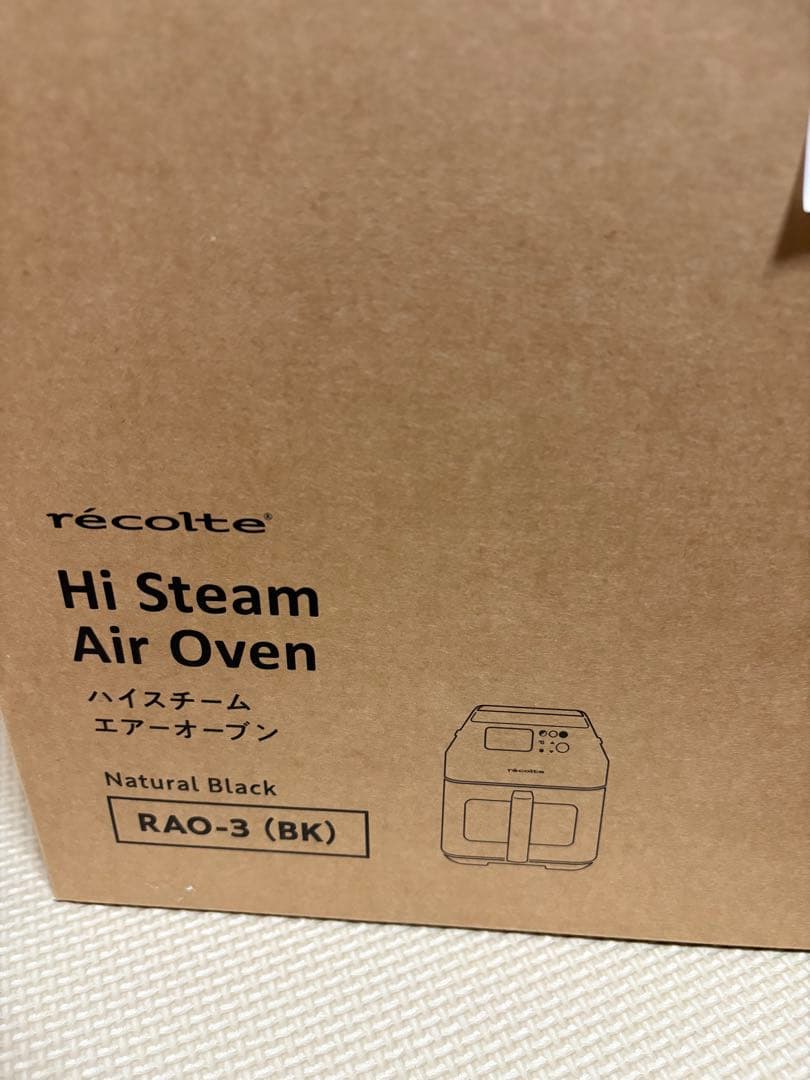 récolte®
Hi Steam
Air Oven
ハイスチーム
エアーオーブン
Natural Black
RAO-3 (BK)
récolte